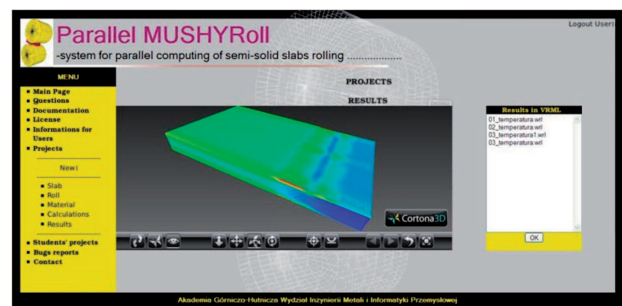 Logout User:
Parallel MUSHYRoll
-system for parallel computing of semi-solid slabs rolling ..................
MENU
Main Page
Questions
Documentation
License
Informations for
Users
Projects
New:
Slab
Roll
Material
Calculations
Results
Students' projects
Bugs reports
Contact
PROJECTS
RESULTS
Cortona3D
Results in VRML
01_temperatura.wrl
02_temperatura.wrl
03_temperatura1.wrl
03_temperatura.wrl
OK
Akademia Górniczo-Hutnicza Wydział Inżynierii Metali i Informatyki Przemysłowej